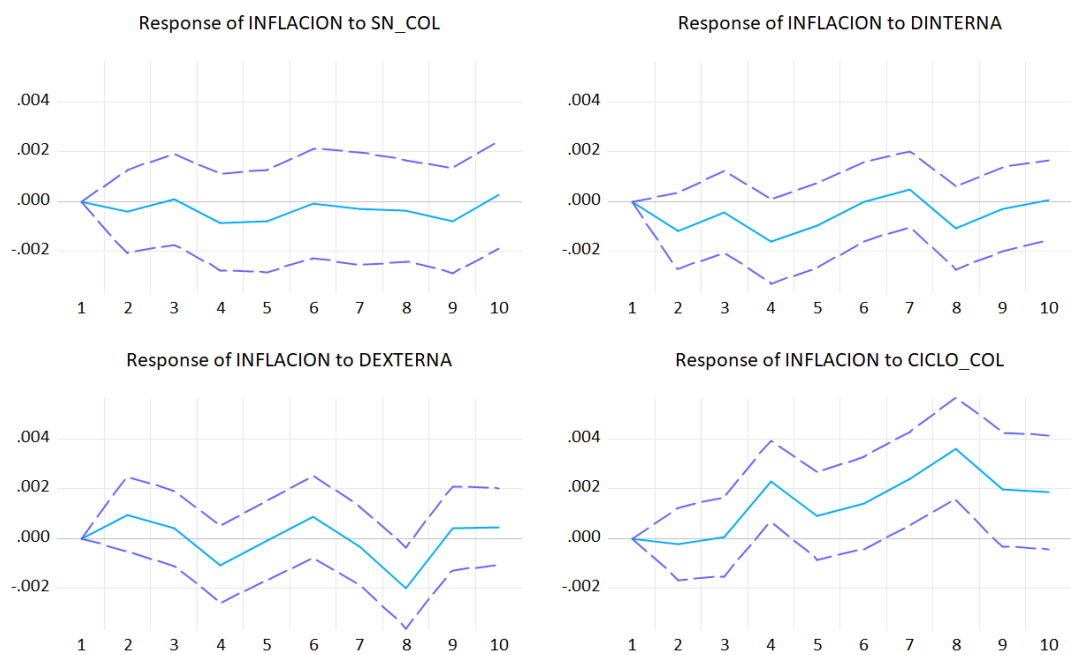 Response of INFLACION to SN_COL
.004
.002
.000
-.002
1 2 3 4 5 6 7 8 9 10
Response of INFLACION to DINTERNA
.004
.002
.000
-.002
1 2 3 4 5 6 7 8 9 10
Response of INFLACION to DEXTERNA
.004
.002
.000
-.002
1 2 3 4 5 6 7 8 9 10
Response of INFLACION to CICLO_COL
.004
.002
.000
-.002
1 2 3 4 5 6 7 8 9 10